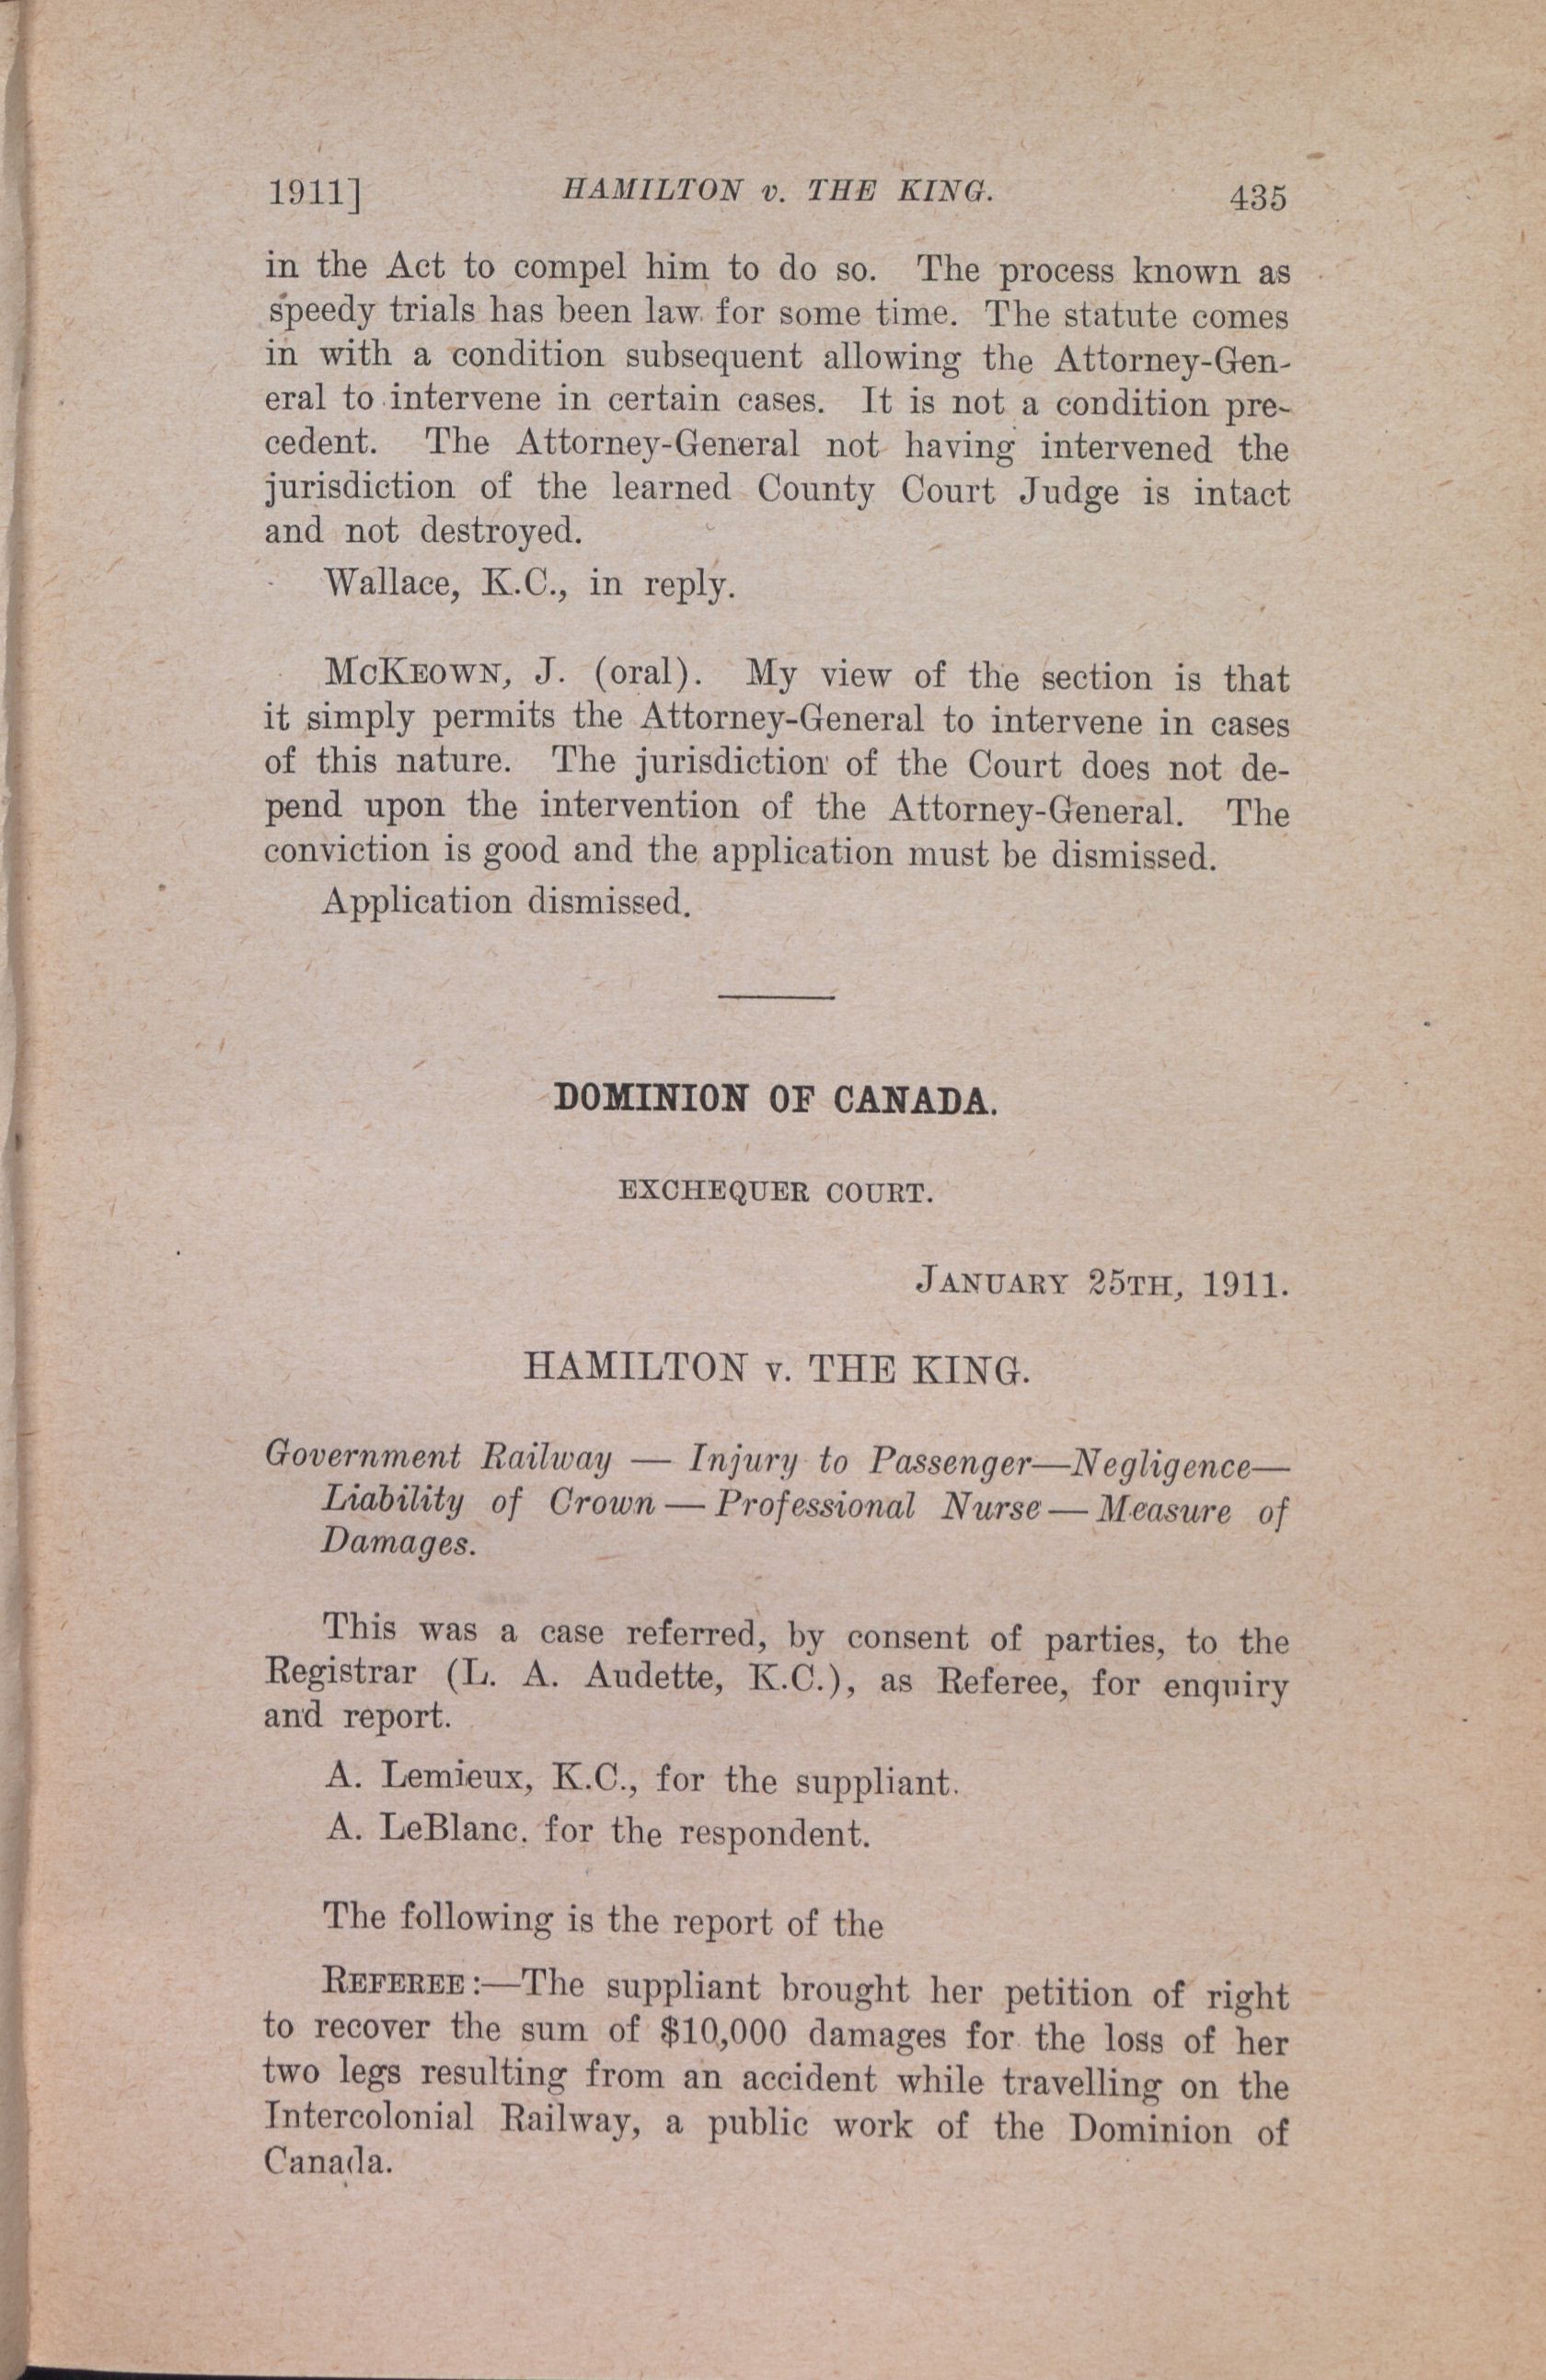 1911] HAMILTON v. THE KING. 435
in the Act to compel him to do so. The process known as
speedy trials has been law for some time. The statute comes
in with a condition subsequent allowing the Attorney-Gen-
eral to intervene in certain cases. It is not a condition pre-
cedent. The Attorney-General not having intervened the
jurisdiction of the learned County Court Judge is intact
and not destroyed.
Wallace, K.C., in reply.
McKEOWN, J. (oral). My view of the section is that
it simply permits the Attorney-General to intervene in cases
of this nature. The jurisdiction of the Court does not de-
pend upon the intervention of the Attorney-General. The
conviction is good and the application must be dismissed.
Application dismissed.
DOMINION OF CANADA.
EXCHEQUER COURT.
JANUARY 25TH, 1911.
HAMILTON v. THE KING.
Government Railway — Injury to Passenger—Negligence—
Liability of Crown — Professional Nurse — Measure of
Damages.
This was a case referred, by consent of parties, to the
Registrar (L. A. Audette, K.C.), as Referee, for enquiry
and report.
A. Lemieux, K.C., for the suppliant.
A. LeBlanc. for the respondent.
The following is the report of the
REFEREE:—The suppliant brought her petition of right
to recover the sum of $10,000 damages for the loss of her
two legs resulting from an accident while travelling on the
Intercolonial Railway, a public work of the Dominion of
Canada.